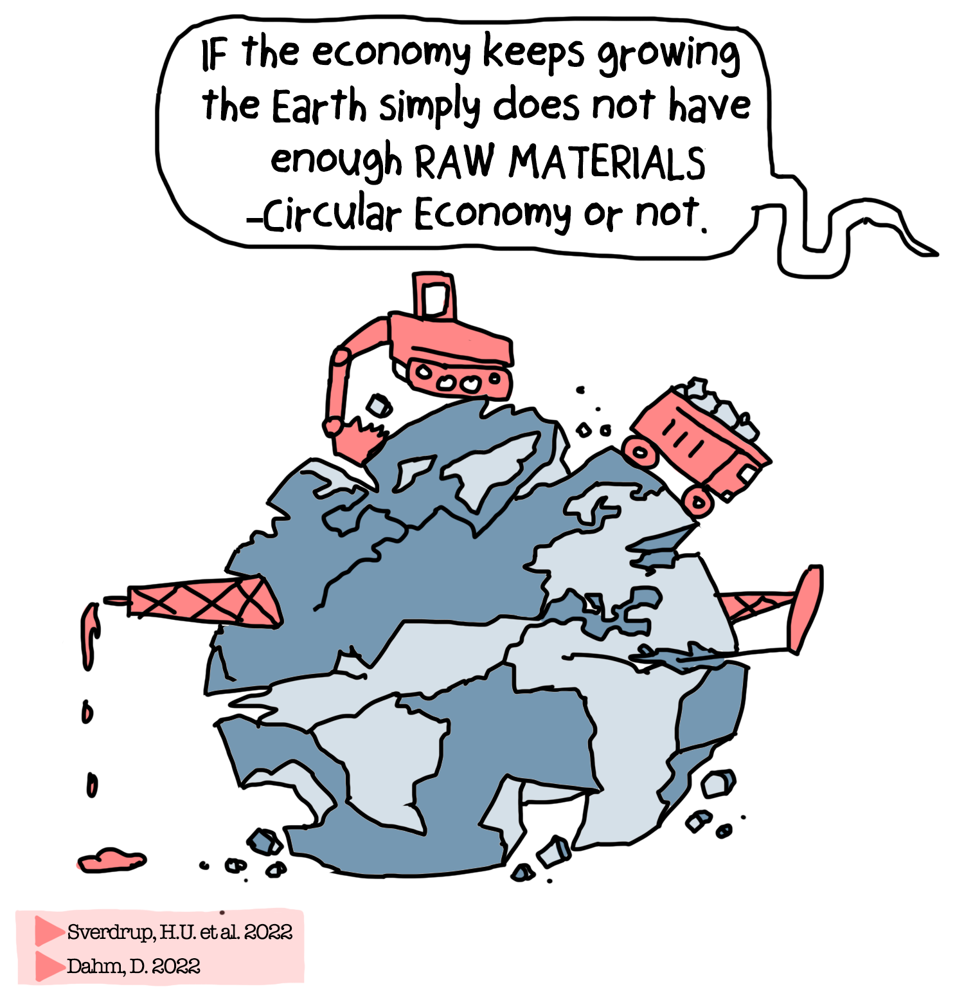 IF the economy keeps growing
the Earth simply does not have
enough RAW MATERIALS
–Circular Economy or not.
Sverdrup, H.U. et al. 2022
Dahm, D. 2022